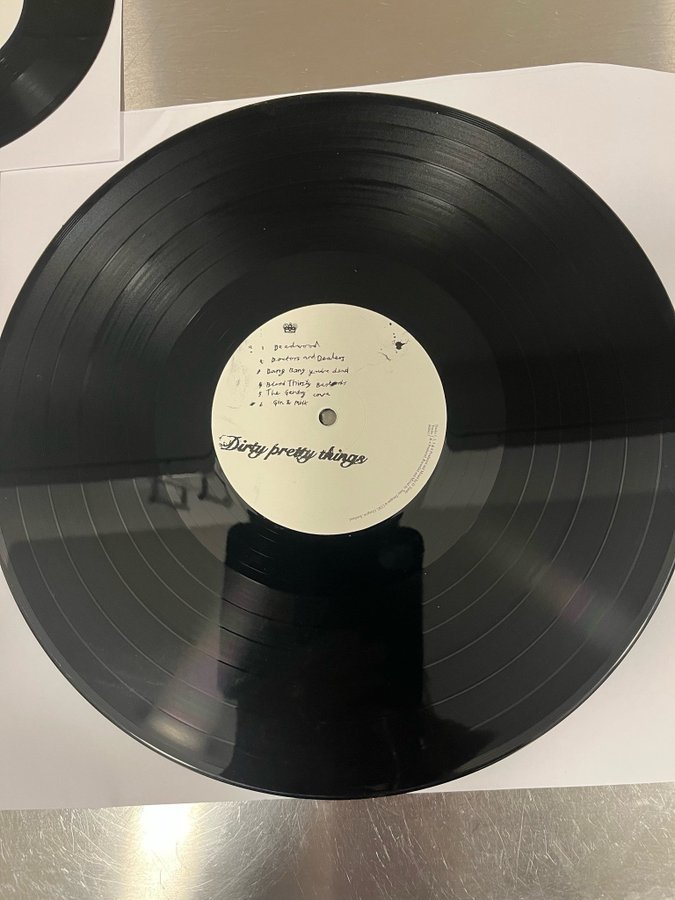 1 Deadwood
2 Doctors and Dealers
3 Bang Bang you're dead
4 Blood Thirsty Bastards
5 The Gentry cove
6 Gin & Milk
Dirty pretty things